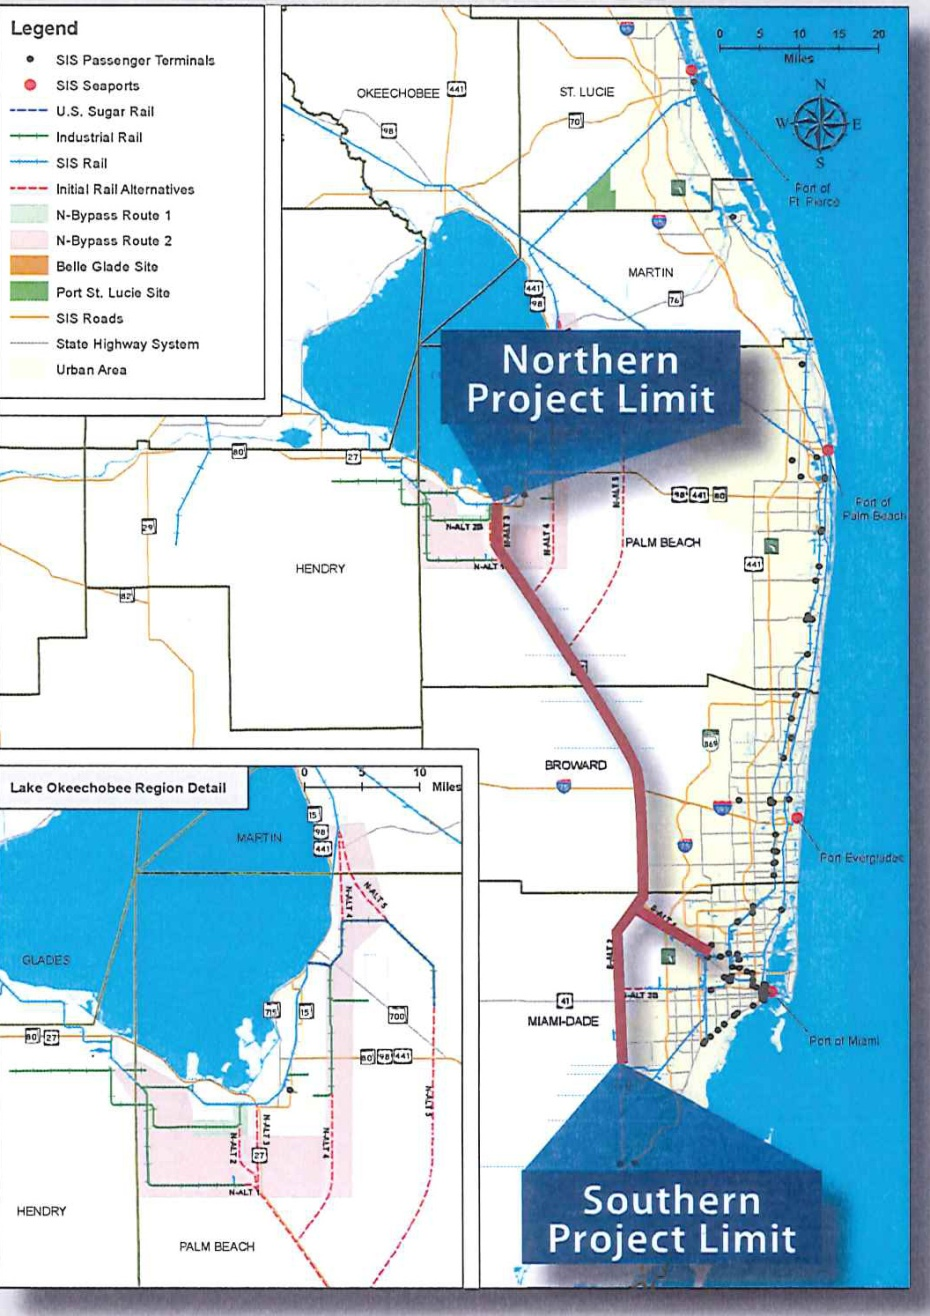 Legend
SIS Passenger Terminals
SIS Seaports
U.S. Sugar Rail
Industrial Rail
SIS Rail
Initial Rail Alternatives
N-Bypass Route 1
N-Bypass Route 2
Belle Glade Site
Port St. Lucie Site
SIS Roads
State Highway System
Urban Area
0 5 10 15 20
Miles
N
W E
S
95
OKEECHOBEE
441
ST. LUCIE
98
70
Port of
Ft. Pierce
95
MARTIN
441
98
76
Northern
Project Limit
80
27
98 441 80
N-ALT 5
Port of
Palm Beach
29
N-ALT 2B
N-ALT 3
N-ALT 4
PALM BEACH
441
HENDRY
N-ALT 1
82
869
BROWARD
75
595
75
Port Everglades
S-ALT 2
41
MIAMI-DADE
Port of Miami
Southern
Project Limit
Lake Okeechobee Region Detail
0 5 10
Miles
15
98
441
MARTIN
N-ALT 4
N-ALT 5
GLADES
715
15
700
80 27
80 98 441
N-ALT 5
N-ALT 2
N-ALT 3
N-ALT 4
27
N-ALT 1
HENDRY
PALM BEACH